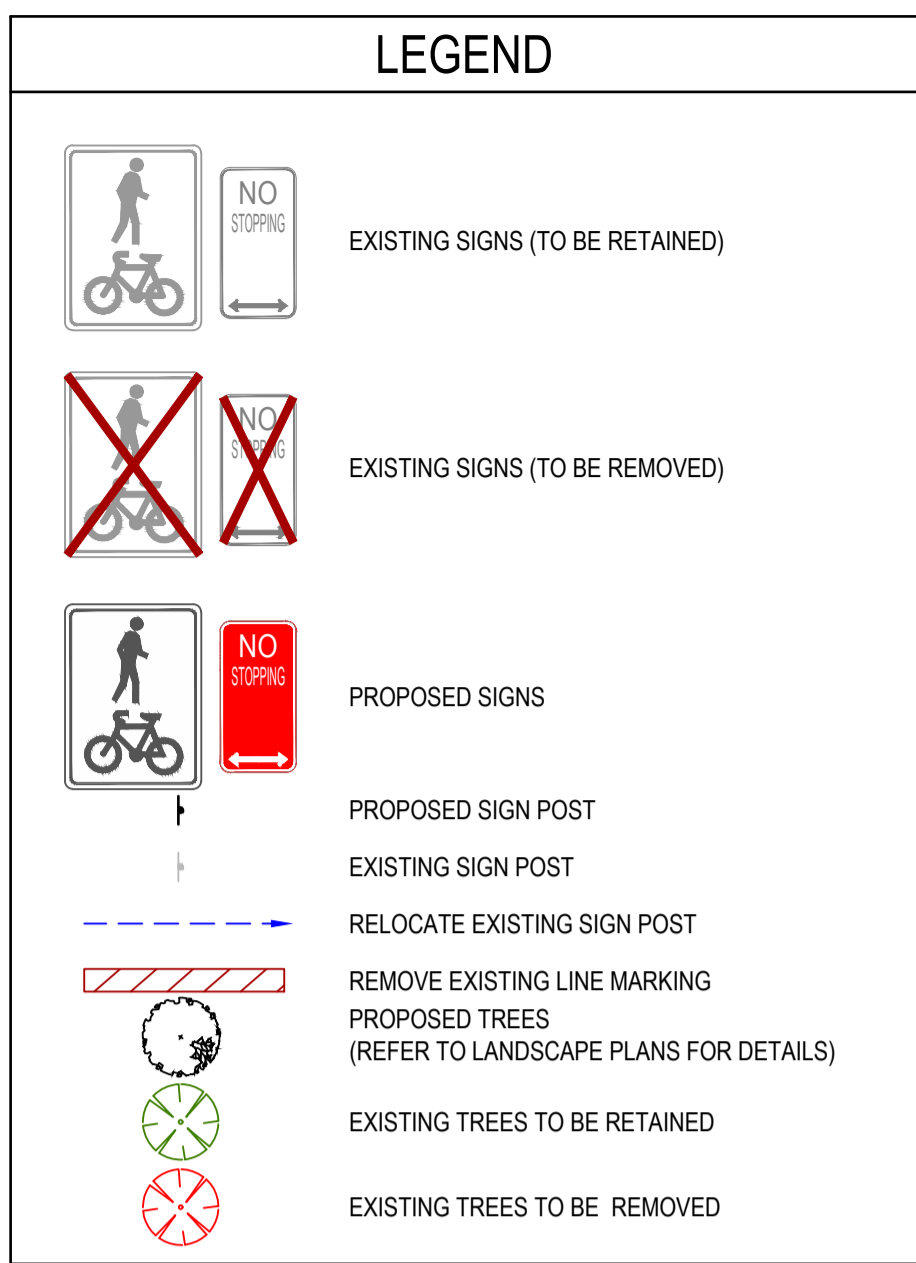 LEGEND
NO
STOPPING
EXISTING SIGNS (TO BE RETAINED)
NO
STOPPING
EXISTING SIGNS (TO BE REMOVED)
NO
STOPPING
PROPOSED SIGNS
PROPOSED SIGN POST
EXISTING SIGN POST
RELOCATE EXISTING SIGN POST
REMOVE EXISTING LINE MARKING
PROPOSED TREES
(REFER TO LANDSCAPE PLANS FOR DETAILS)
EXISTING TREES TO BE RETAINED
EXISTING TREES TO BE REMOVED